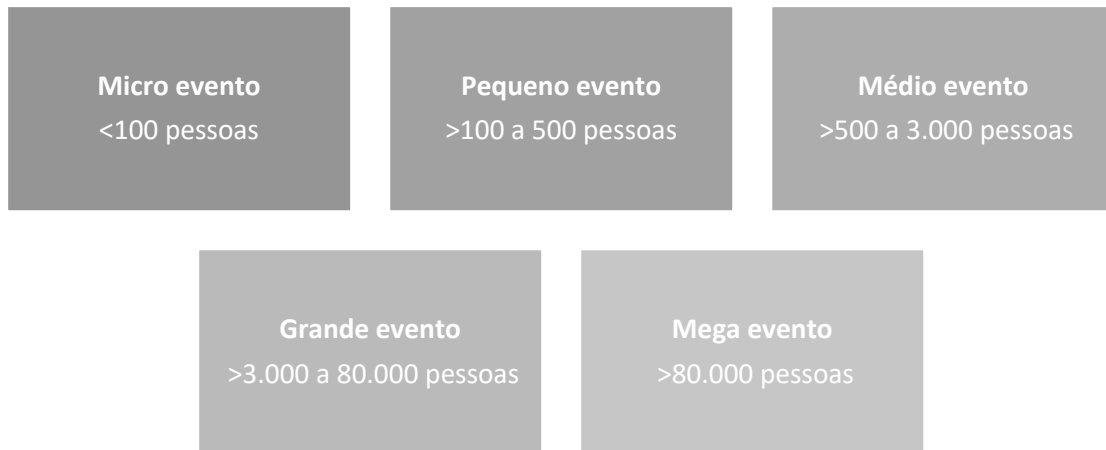 Micro evento
<100 pessoas
Pequeno evento
>100 a 500 pessoas
Médio evento
>500 a 3.000 pessoas
Grande evento
>3.000 a 80.000 pessoas
Mega evento
>80.000 pessoas